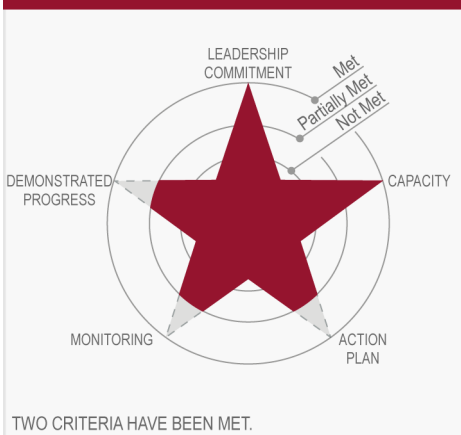 LEADERSHIP
COMMITMENT
Met
Partially Met
Not Met
DEMONSTRATED
PROGRESS
CAPACITY
MONITORING
ACTION
PLAN
TWO CRITERIA HAVE BEEN MET.